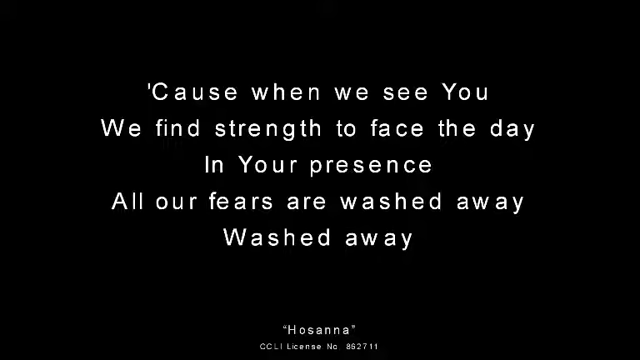 'Cause when we see You
We find strength to face the day
In Your presence
All our fears are washed away
Washed away
"Hosanna"
CCLI License No. 862711